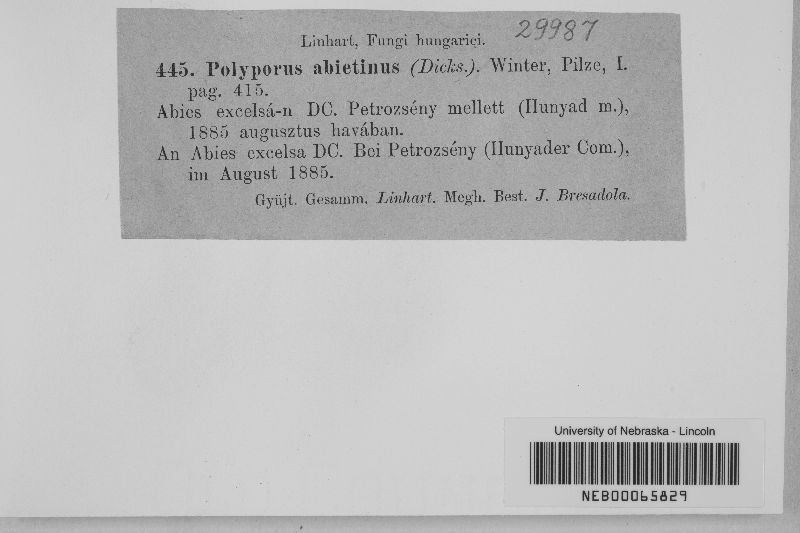 29987
Linhart, Fungi hungarici.
445. Polyporus abietinus (Dicks.). Winter, Pilze, I.
pag. 415.
Abies excelsá-n DC. Petrozsény mellett (Hunyad m.),
1885 augusztus havában.
An Abies excelsa DC. Bei Petrozsény (Hunyader Com.),
im August 1885.
Gyüjt. Gesamm. Linhart. Megh. Best. J. Bresadola.
University of Nebraska - Lincoln
NEB00065829